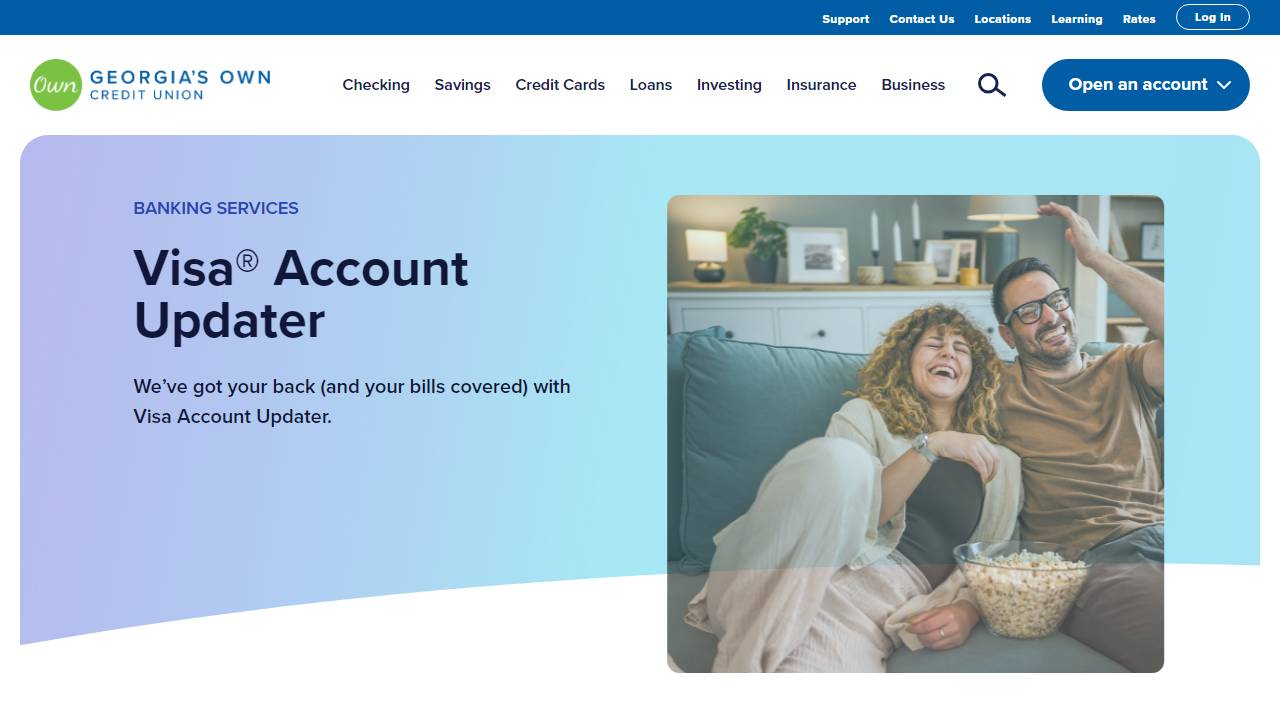 Support Contact Us Locations Learning Rates Log In
Own GEORGIA'S OWN
CREDIT UNION
Checking Savings Credit Cards Loans Investing Insurance Business Open an account
BANKING SERVICES
Visa® Account
Updater
We’ve got your back (and your bills covered) with
Visa Account Updater.